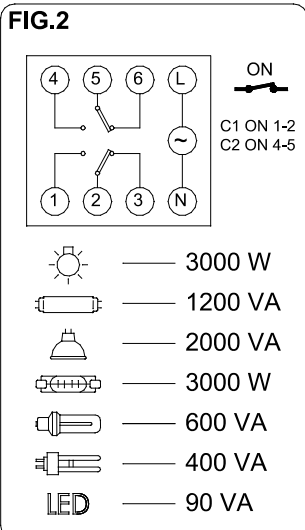 FIG.2
4 5 6 L
ON
C1 ON 1-2
C2 ON 4-5
~
1 2 3 N
3000 W
1200 VA
2000 VA
3000 W
600 VA
400 VA
LED 90 VA